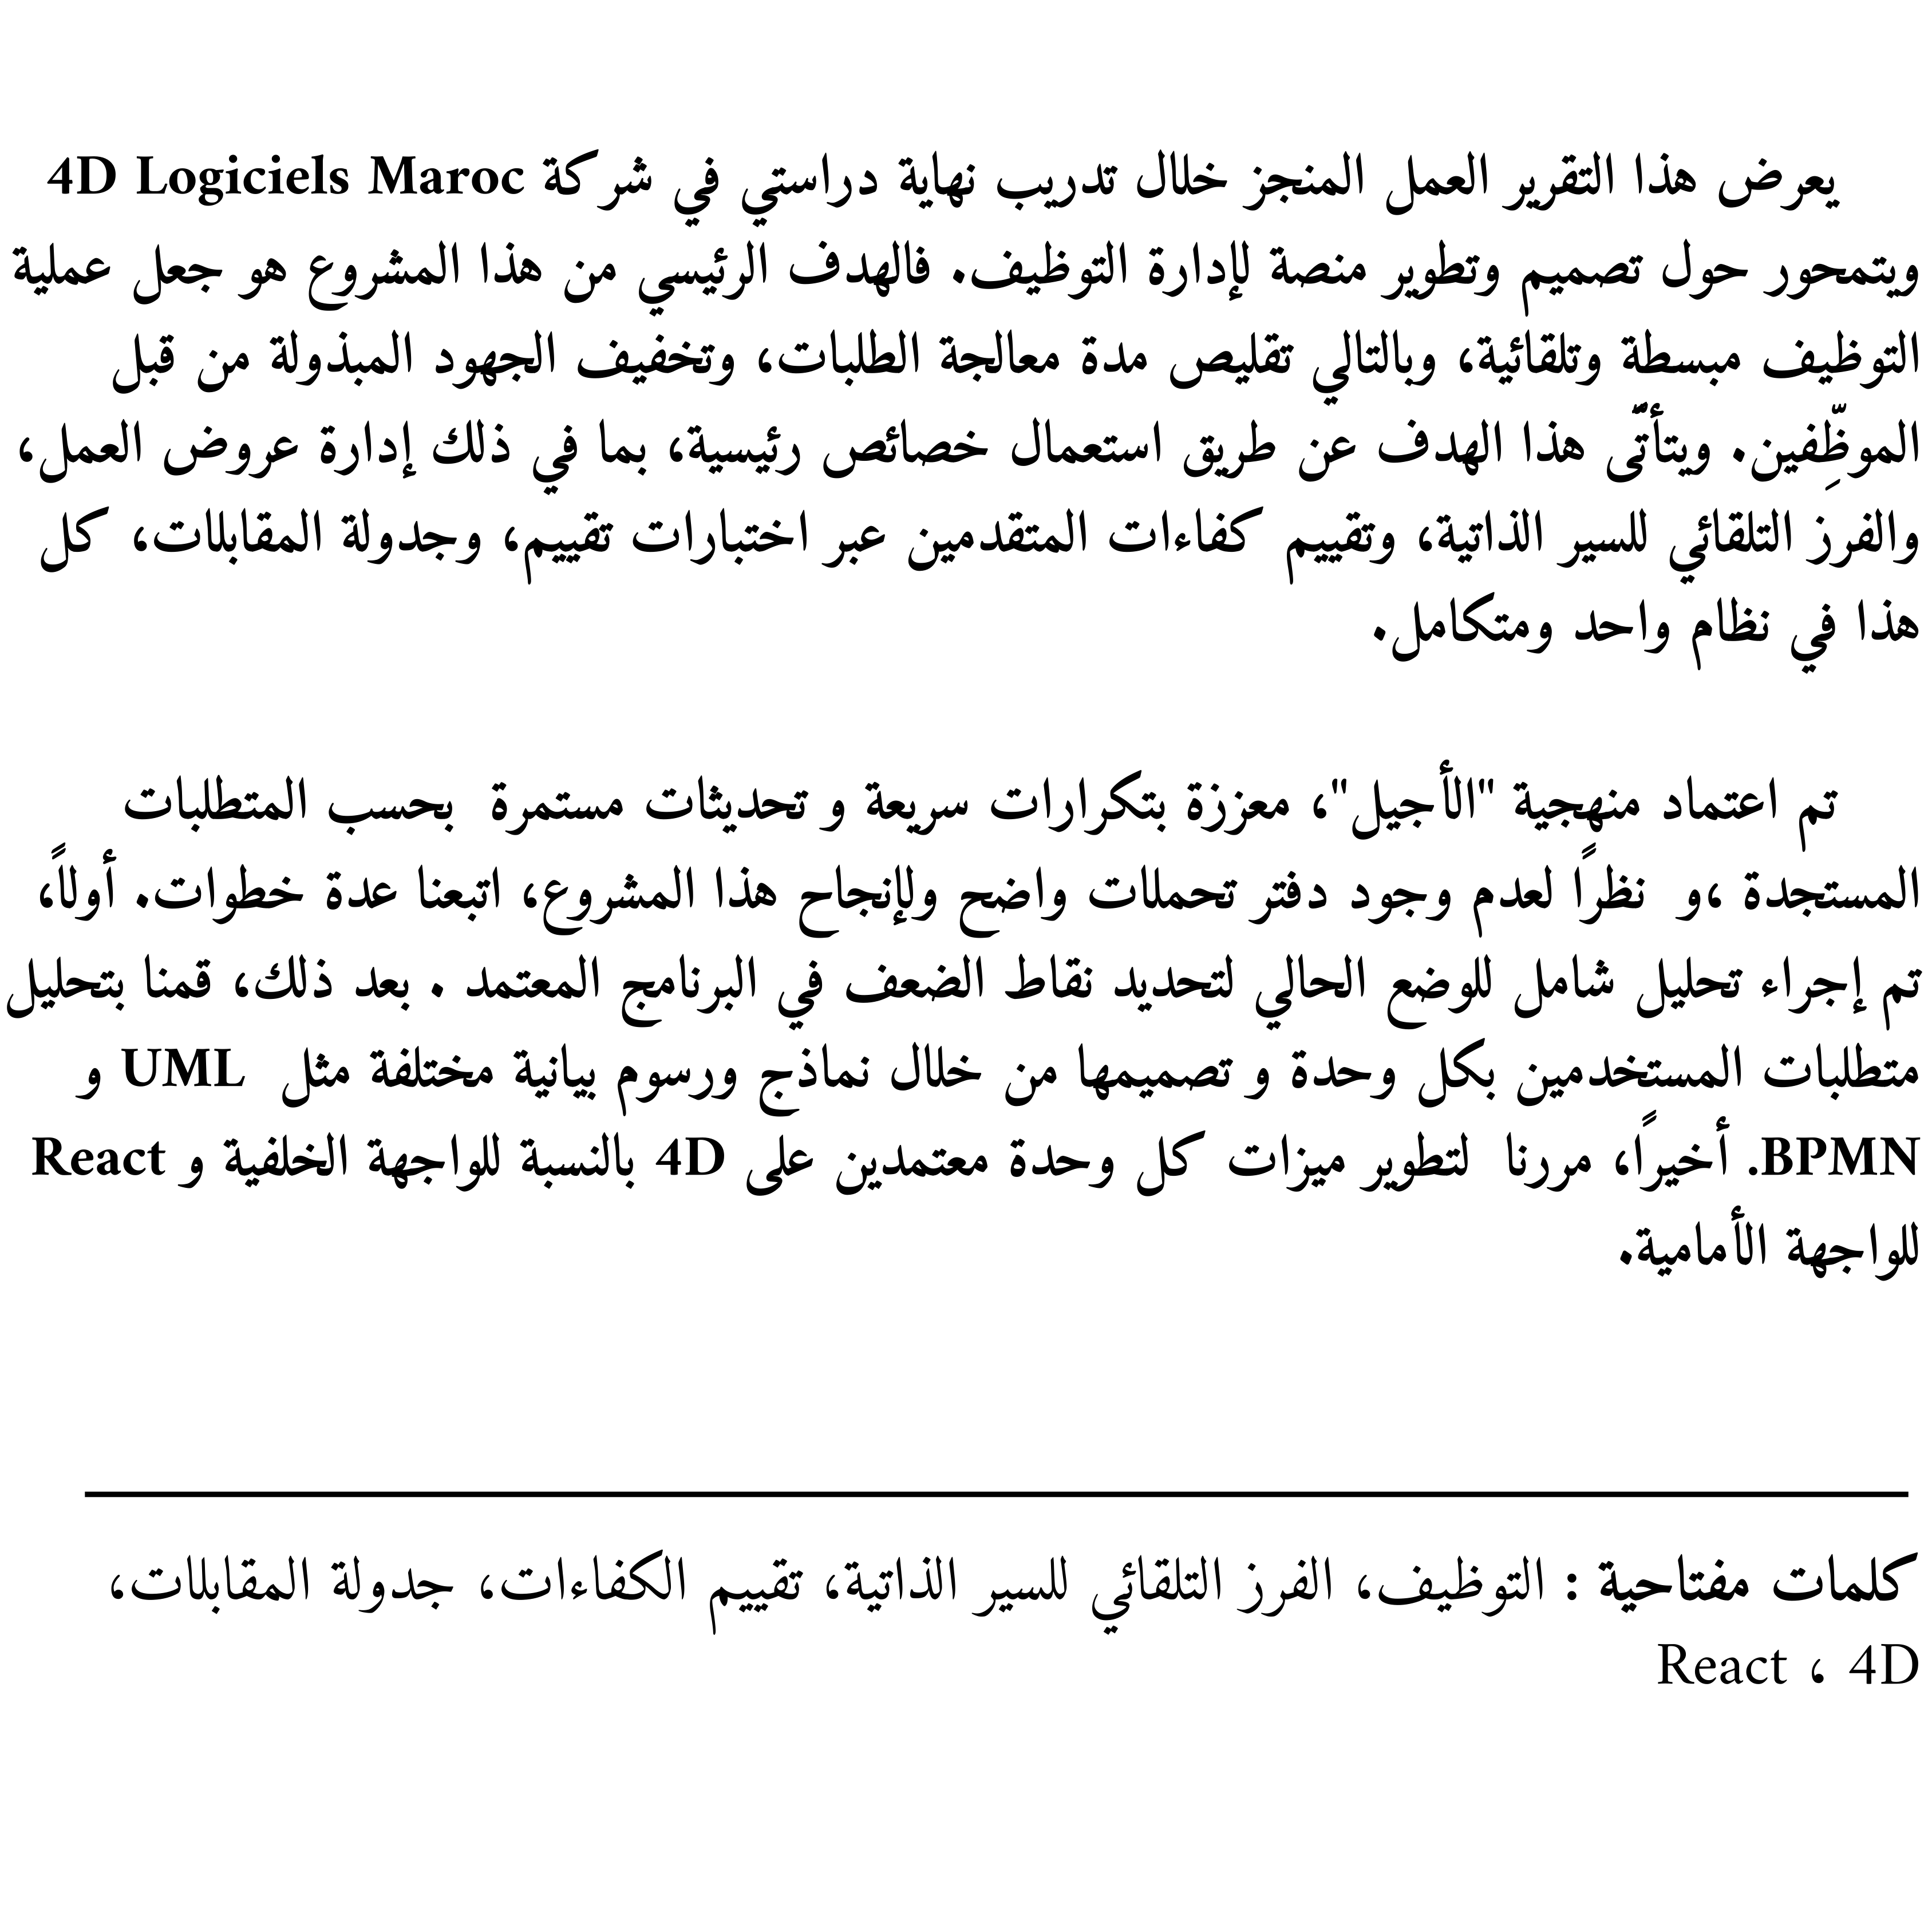 يعرض هذا التقرير العمل المنجز خلال تدريب نهاية دراستي في شركة 4D Logiciels Maroc
ويتمحور حول تصميم وتطوير منصة لإدارة التوظيف. فالهدف الرئيسي من هذا المشروع هو جعل عملية
التوظيف مبسطة وتلقائية، وبالتالي تقليص مدة معالجة الطلبات، وتخفيف الجهود المبذولة من قبل
الموظِّفين. ويتأتّى هذا الهدف عن طريق استعمال خصائص رئيسية، بما في ذلك إدارة عروض العمل،
والفرز التلقائي للسير الذاتية، وتقييم كفاءات المتقدمين عبر اختبارات تقييم، وجدولة المقابلات، كل
هذا في نظام واحد ومتكامل.
تم اعتماد منهجية "الأجيل"، معززة بتكرارات سريعة و تحديثات مستمرة بحسب المتطلبات
المستجدة ،و نظراً لعدم وجود دفتر تحملات واضح ولإنجاح هذا المشروع، اتبعنا عدة خطوات. أولاً،
تم إجراء تحليل شامل للوضع الحالي لتحديد نقاط الضعف في البرنامج المعتمد . بعد ذلك، قمنا بتحليل
متطلبات المستخدمين بكل وحدة و تصميمها من خلال نماذج ورسوم بيانية مختلفة مثل UML و
BPMN. أخيراً، مررنا لتطوير ميزات كل وحدة معتمدين على 4D بالنسبة للواجهة الخلفية و React
للواجهة الأمامية.
كلمات مفتاحية : التوظيف، الفرز التلقائي للسير الذاتية، تقييم الكفاءات، جدولة المقابلات،
4D ، React